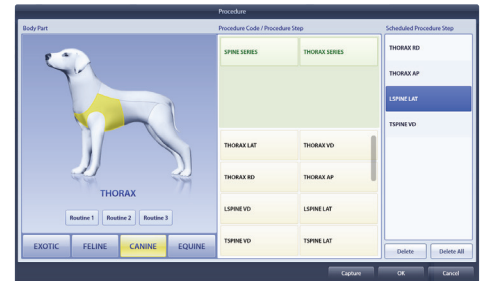 Procedure
Body Part
Procedure Code / Procedure Step
Scheduled Procedure Step
SPINE SERIES
THORAX SERIES
THORAX LAT
THORAX VD
THORAX RD
THORAX AP
LSPINE VD
LSPINE LAT
TSPINE VD
TSPINE LAT
THORAX RD
THORAX AP
LSPINE LAT
TSPINE VD
THORAX
Routine 1
Routine 2
Routine 3
EXOTIC
FELINE
CANINE
EQUINE
Delete
Delete All
Capture
OK
Cancel